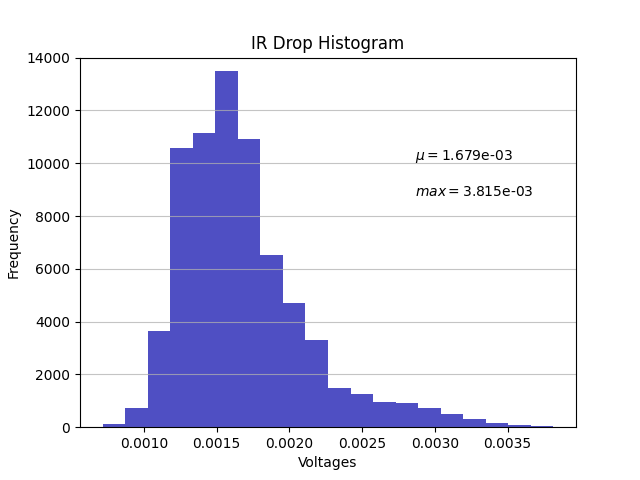 IR Drop Histogram
14000
12000
10000
8000
6000
4000
2000
0
Frequency
μ = 1.679e-03
max = 3.815e-03
0.0010 0.0015 0.0020 0.0025 0.0030 0.0035
Voltages